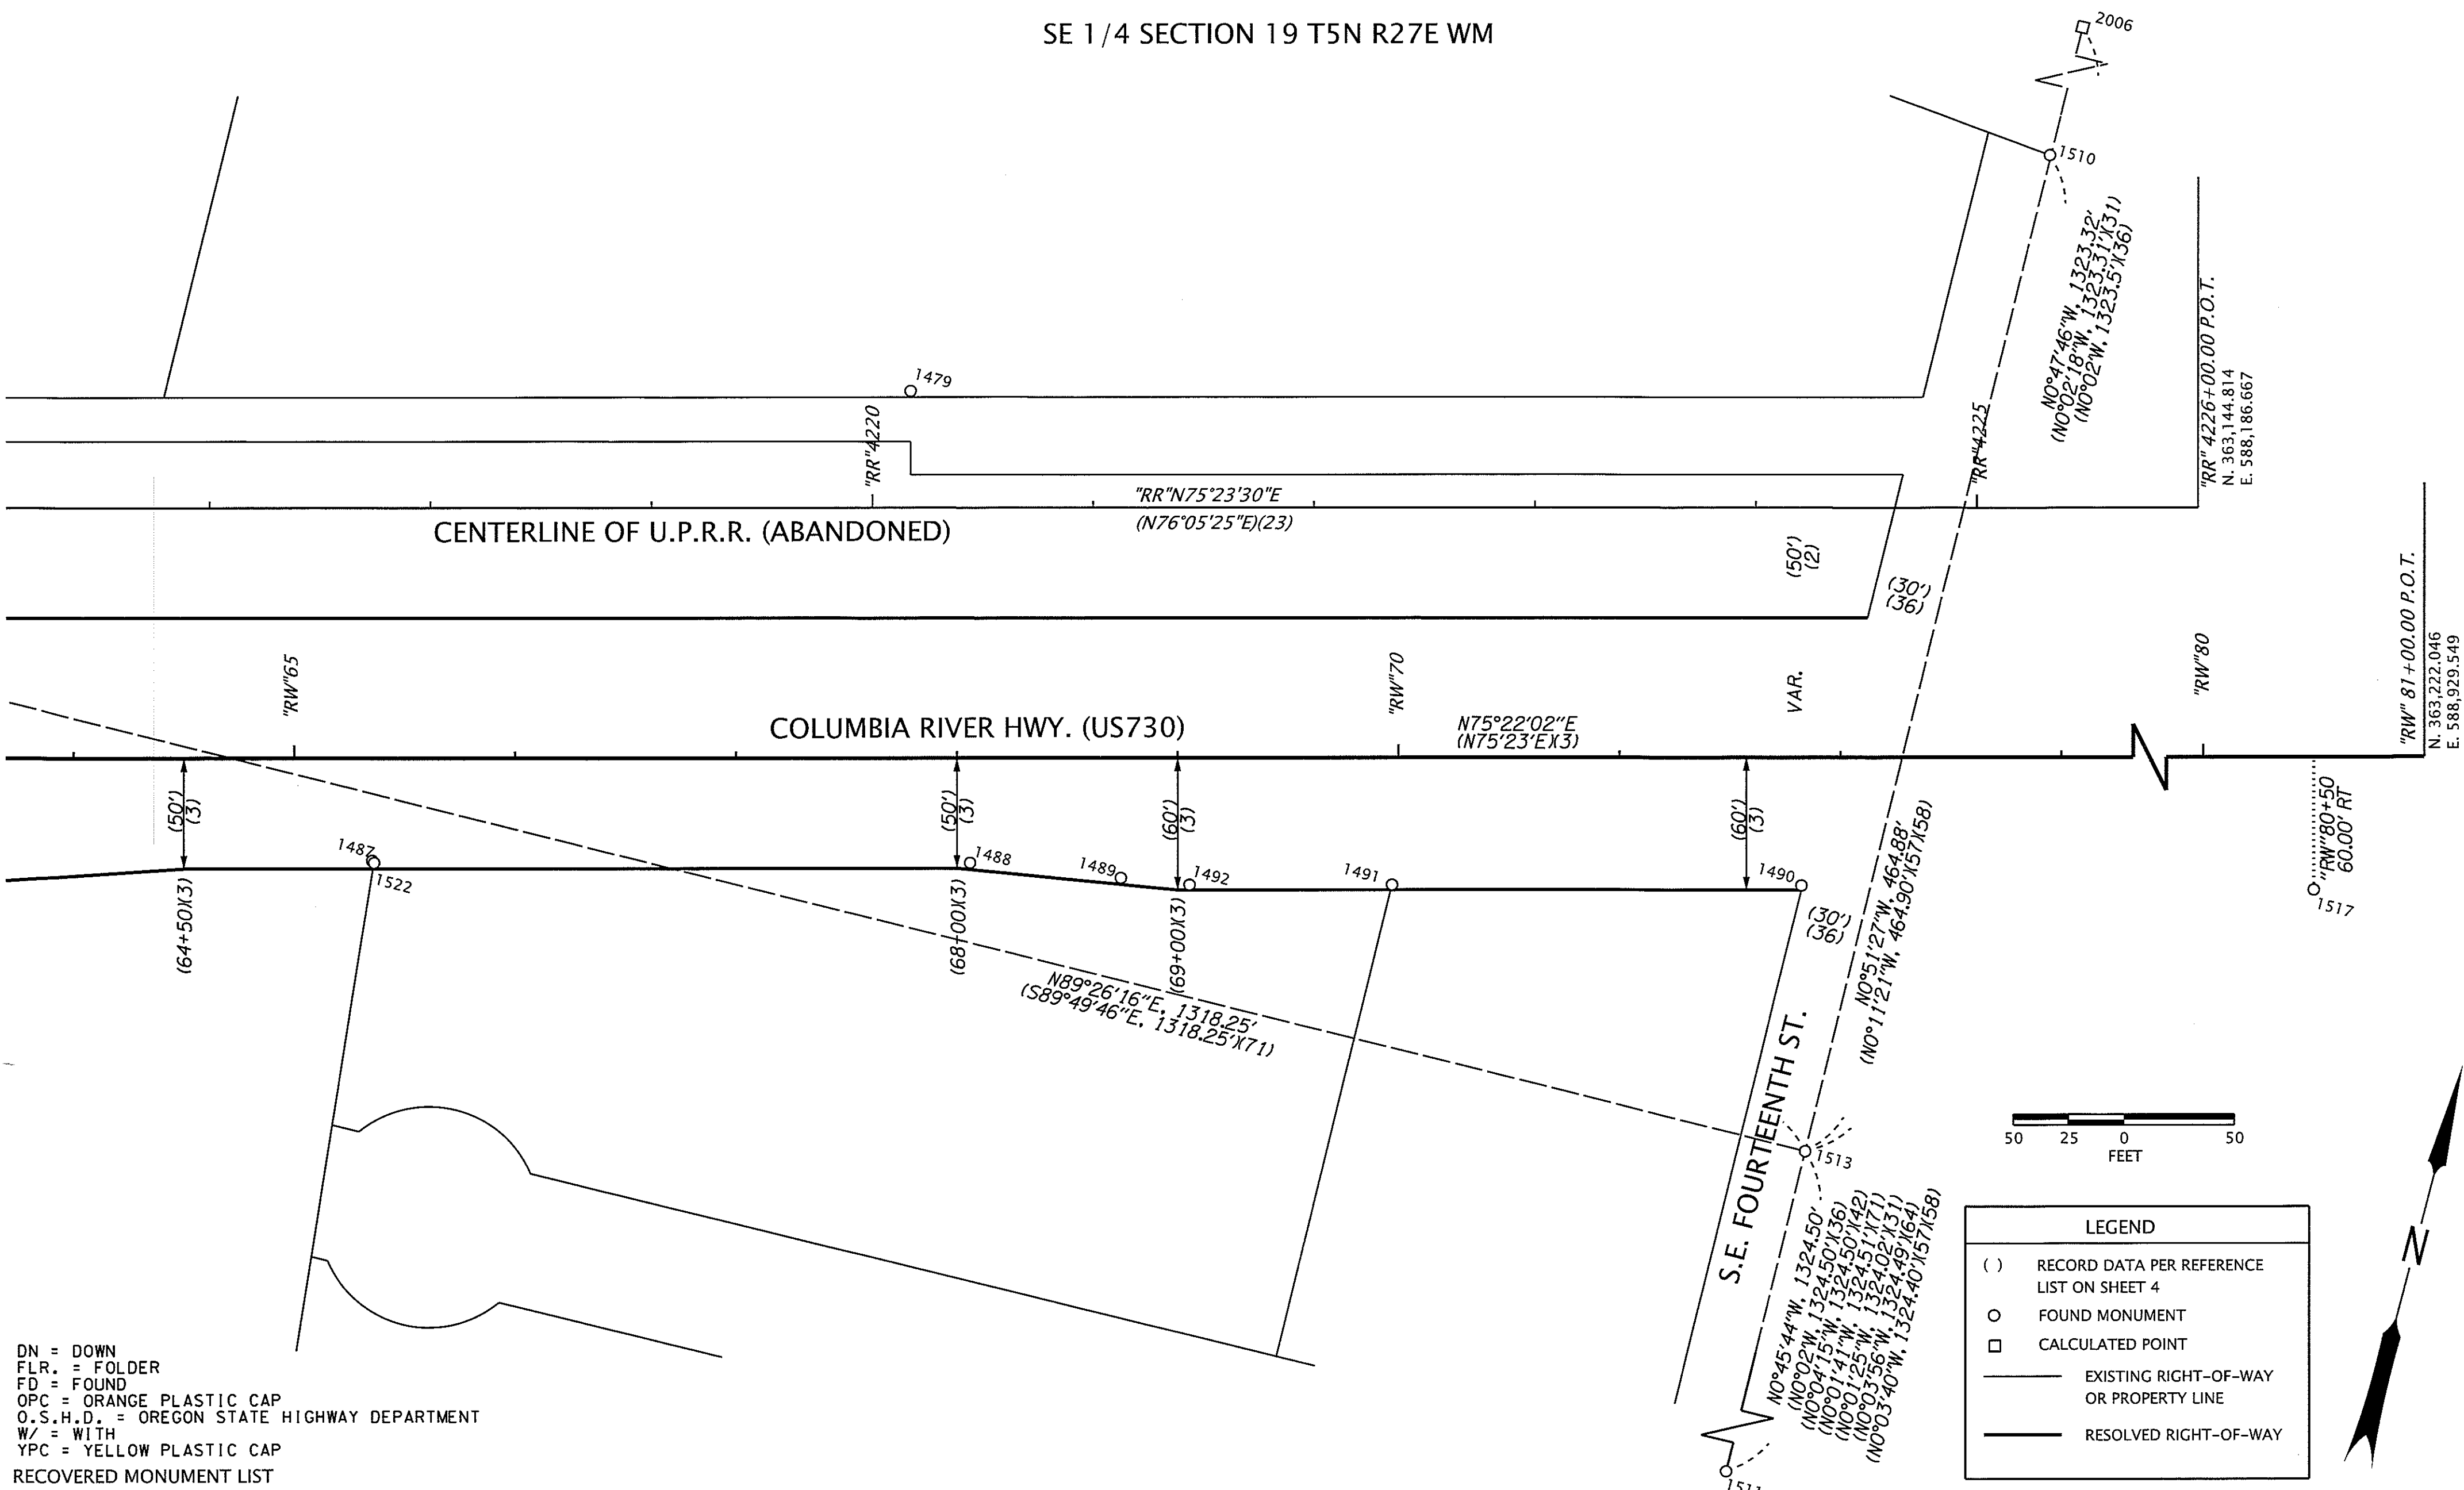 SE 1/4 SECTION 19 T5N R27E WM
2006
1510
N0°47'46"W, 1323.32'
(N0°02'18"W, 1323.31')(31)
(N0°02'W, 1323.5')(36)
"RR" 4226+00.00 P.O.T.
N. 363,144.814
E. 588,186.667
1479
"RR"4220
"RR"4225
"RR"N75°23'30"E
(N76°05'25"E)(23)
CENTERLINE OF U.P.R.R. (ABANDONED)
(50')
(2)
(30')
(36)
"RW" 81+00.00 P.O.T.
N. 363,222.046
E. 588,929.549
"RW"65
"RW"70
VAR.
"RW"80
COLUMBIA RIVER HWY. (US730)
N75°22'02"E
(N75°23'E)(3)
(50')
(3)
(50')
(3)
(60')
(3)
(60')
(3)
"RW"80+50
60.00' RT
1517
1487
1522
1488
1489
1492
1491
1490
(64+50)(3)
(68+00)(3)
(69+00)(3)
(30')
(36)
N0°51'27"W, 464.88'
(N0°11'21"W, 464.90')(57)(58)
N89°26'16"E, 1318.25'
(S89°49'46"E, 1318.25')(71)
S.E. FOURTEENTH ST.
1513
N0°45'44"W, 1324.50'
(N0°02'W, 1324.50')(36)
(N0°04'15"W, 1324.50')(42)
(N0°01'41"W, 1324.51')(71)
(N0°01'25"W, 1324.02')(31)
(N0°03'56"W, 1324.49')(64)
(N0°03'40"W, 1324.40')(57)(58)
50 25 0 50
FEET
LEGEND
( ) RECORD DATA PER REFERENCE
LIST ON SHEET 4
FOUND MONUMENT
CALCULATED POINT
EXISTING RIGHT-OF-WAY
OR PROPERTY LINE
RESOLVED RIGHT-OF-WAY
N
DN = DOWN
FLR. = FOLDER
FD = FOUND
OPC = ORANGE PLASTIC CAP
O.S.H.D. = OREGON STATE HIGHWAY DEPARTMENT
W/ = WITH
YPC = YELLOW PLASTIC CAP
RECOVERED MONUMENT LIST